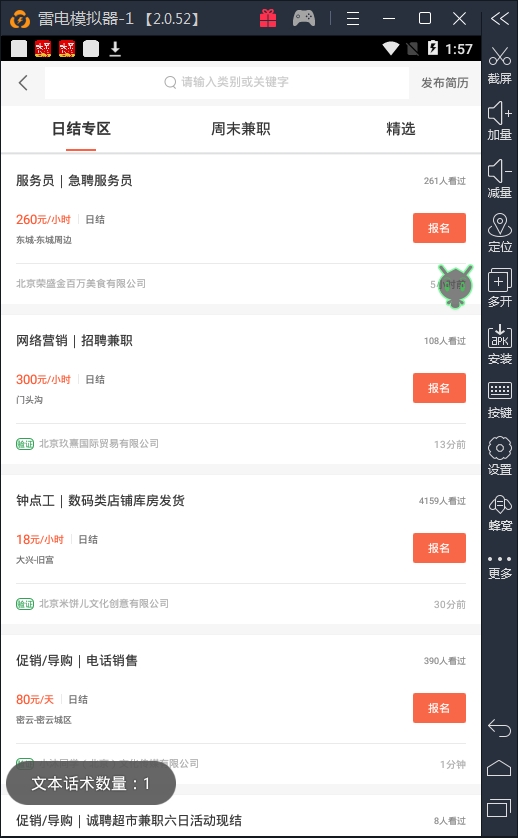 雷电模拟器-1 【2.0.52】
1:57
请输入类别或关键字
发布简历
日结专区
周末兼职
精选
服务员｜急聘服务员
261人看过
260元/小时
日结
报名
东城-东城周边
北京荣盛金百万美食有限公司
网络营销｜招聘兼职
108人看过
300元/小时
日结
报名
门头沟
验证 北京玖熹国际贸易有限公司
13分前
钟点工｜数码类店铺库房发货
4159人看过
18元/小时
日结
报名
大兴-旧宫
验证 北京米饼儿文化创意有限公司
30分前
促销/导购｜电话销售
390人看过
80元/天
日结
报名
密云-密云城区
1分钟
文本话术数量：1
促销/导购｜诚聘超市兼职六日活动现结
8人看过
截屏
加量
减量
定位
多开
APK
安装
按键
设置
蜂窝
更多